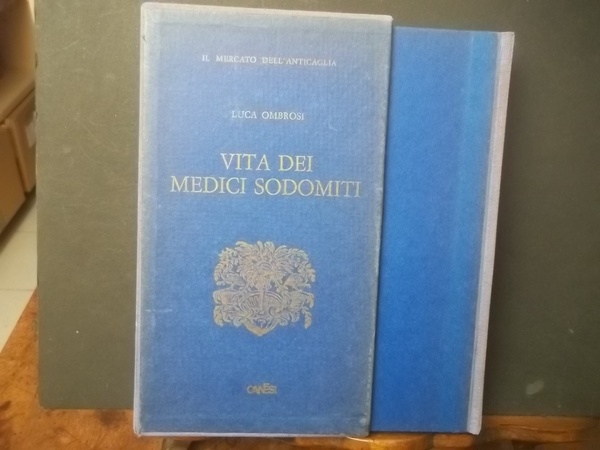 IL MERCATO DELL'ANTICAGLIA
LUCA OMBROSI
VITA DEI
MEDICI SODOMITI
CANESI